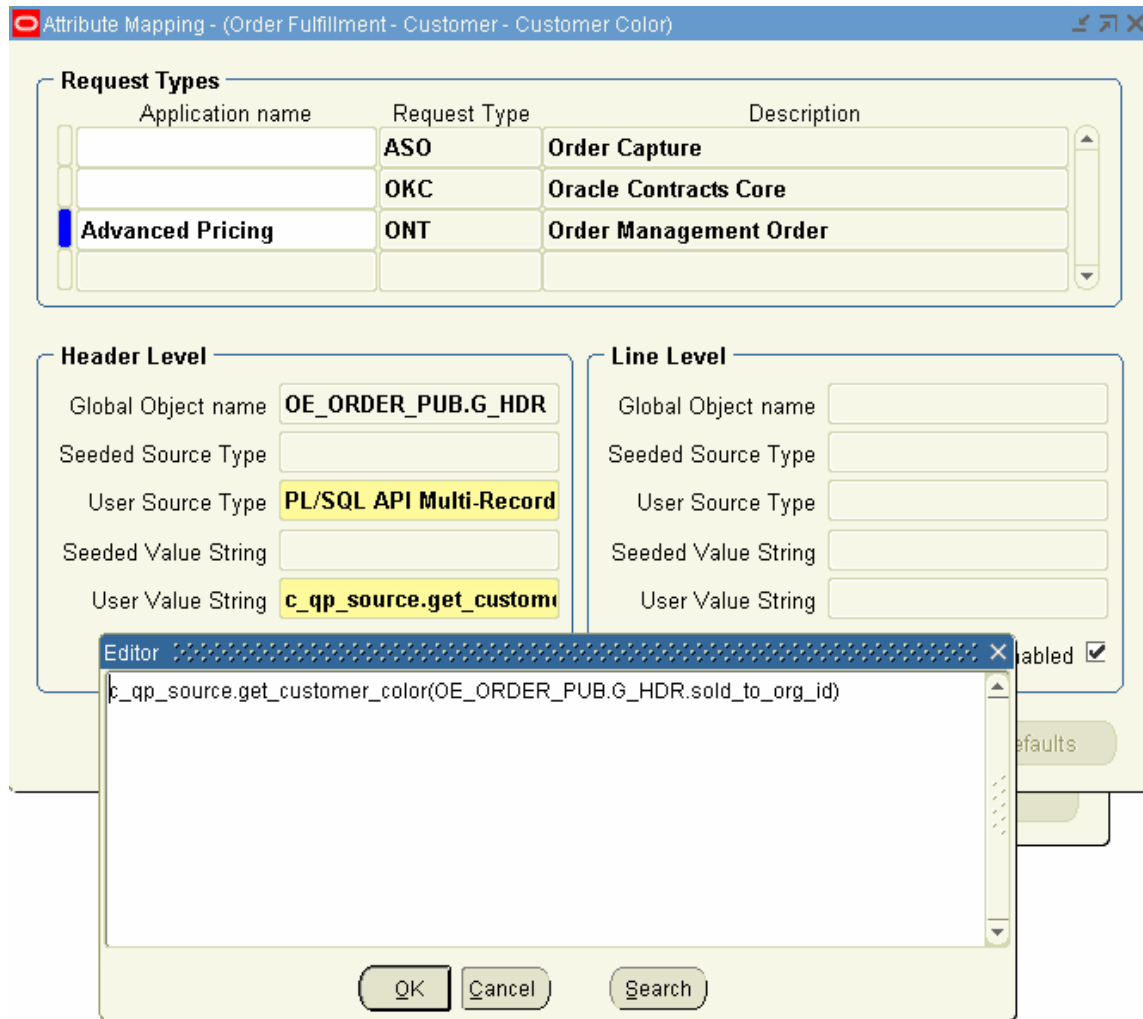 Attribute Mapping - (Order Fulfillment - Customer - Customer Color)
Request Types
Application name Request Type Description
ASO Order Capture
OKC Oracle Contracts Core
Advanced Pricing ONT Order Management Order
Header Level
Global Object name OE_ORDER_PUB.G_HDR
Seeded Source Type
User Source Type PL/SQL API Multi-Record
Seeded Value String
User Value String c_qp_source.get_custome
Line Level
Global Object name
Seeded Source Type
User Source Type
Seeded Value String
User Value String
abled
efaults
Editor
c_qp_source.get_customer_color(OE_ORDER_PUB.G_HDR.sold_to_org_id)
OK Cancel Search